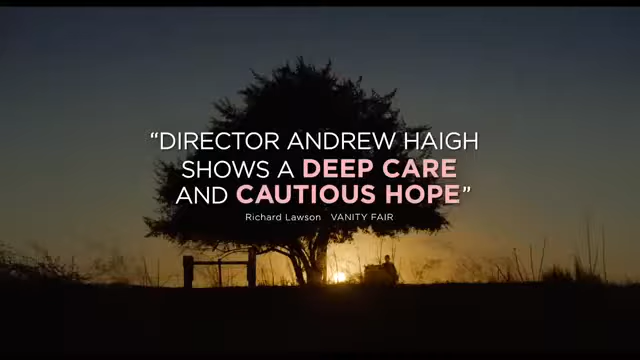 “DIRECTOR ANDREW HAIGH
SHOWS A DEEP CARE
AND CAUTIOUS HOPE”
Richard Lawson VANITY FAIR